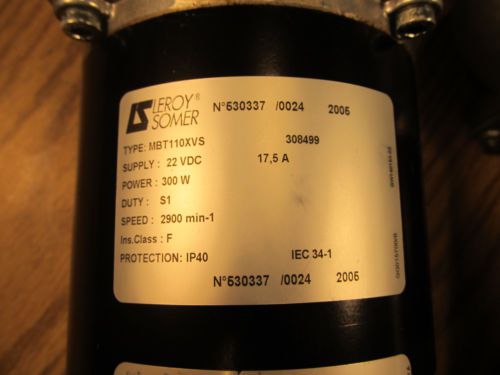 LEROY®
SOMER
N°530337 /0024 2005
TYPE: MBT110XVS 308499
SUPPLY : 22 VDC 17,5 A
POWER : 300 W
DUTY : S1
SPEED : 2900 min-1
Ins.Class : F
PROTECTION: IP40 IEC 34-1
N°530337 /0024 2005